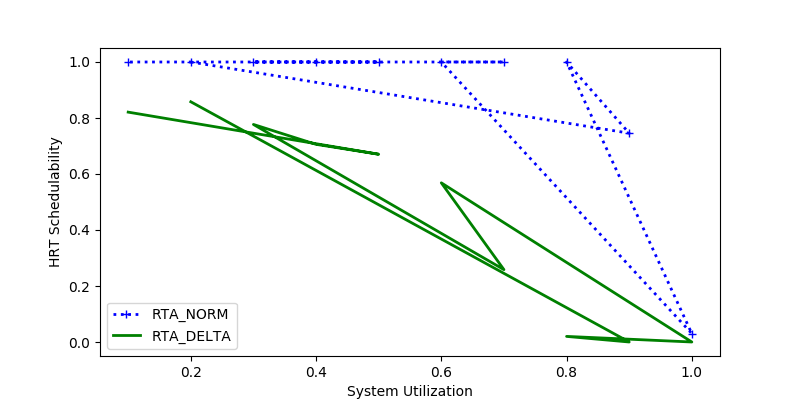 1.0
0.8
0.6
0.4
0.2
0.0
HRT Schedulability
RTA_NORM
RTA_DELTA
0.2 0.4 0.6 0.8 1.0
System Utilization